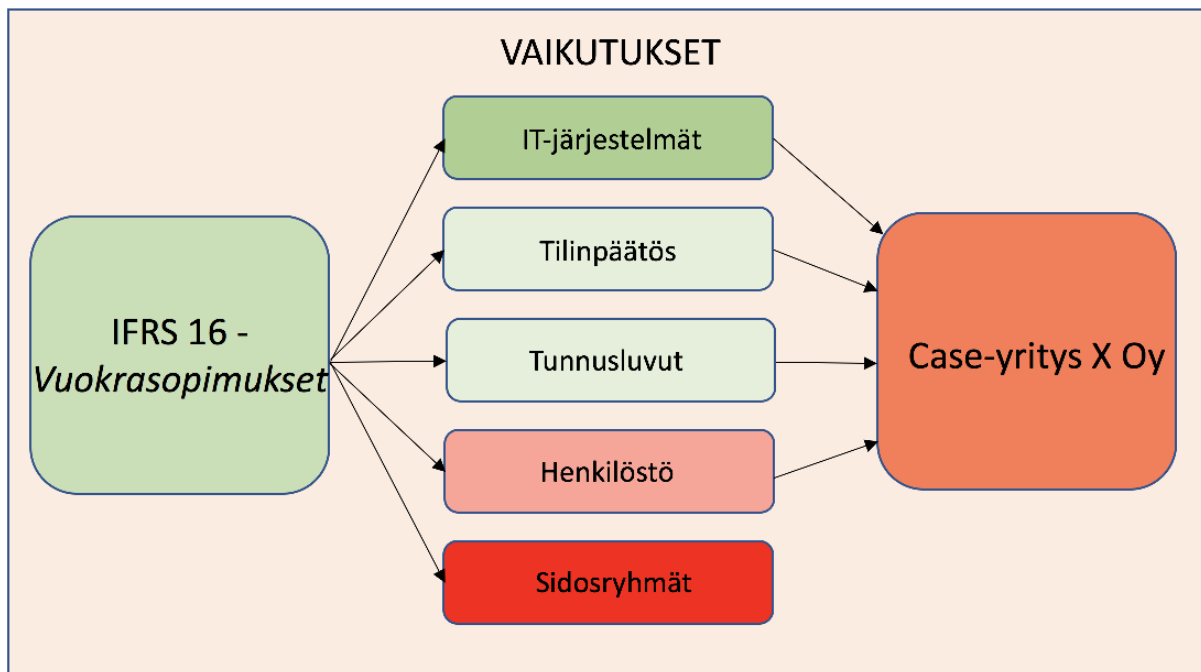 VAIKUTUKSET
IT-järjestelmät
Tilinpäätös
Tunnusluvut
Henkilöstö
Sidosryhmät
IFRS 16 -
Vuokrasopimukset
Case-yritys X Oy